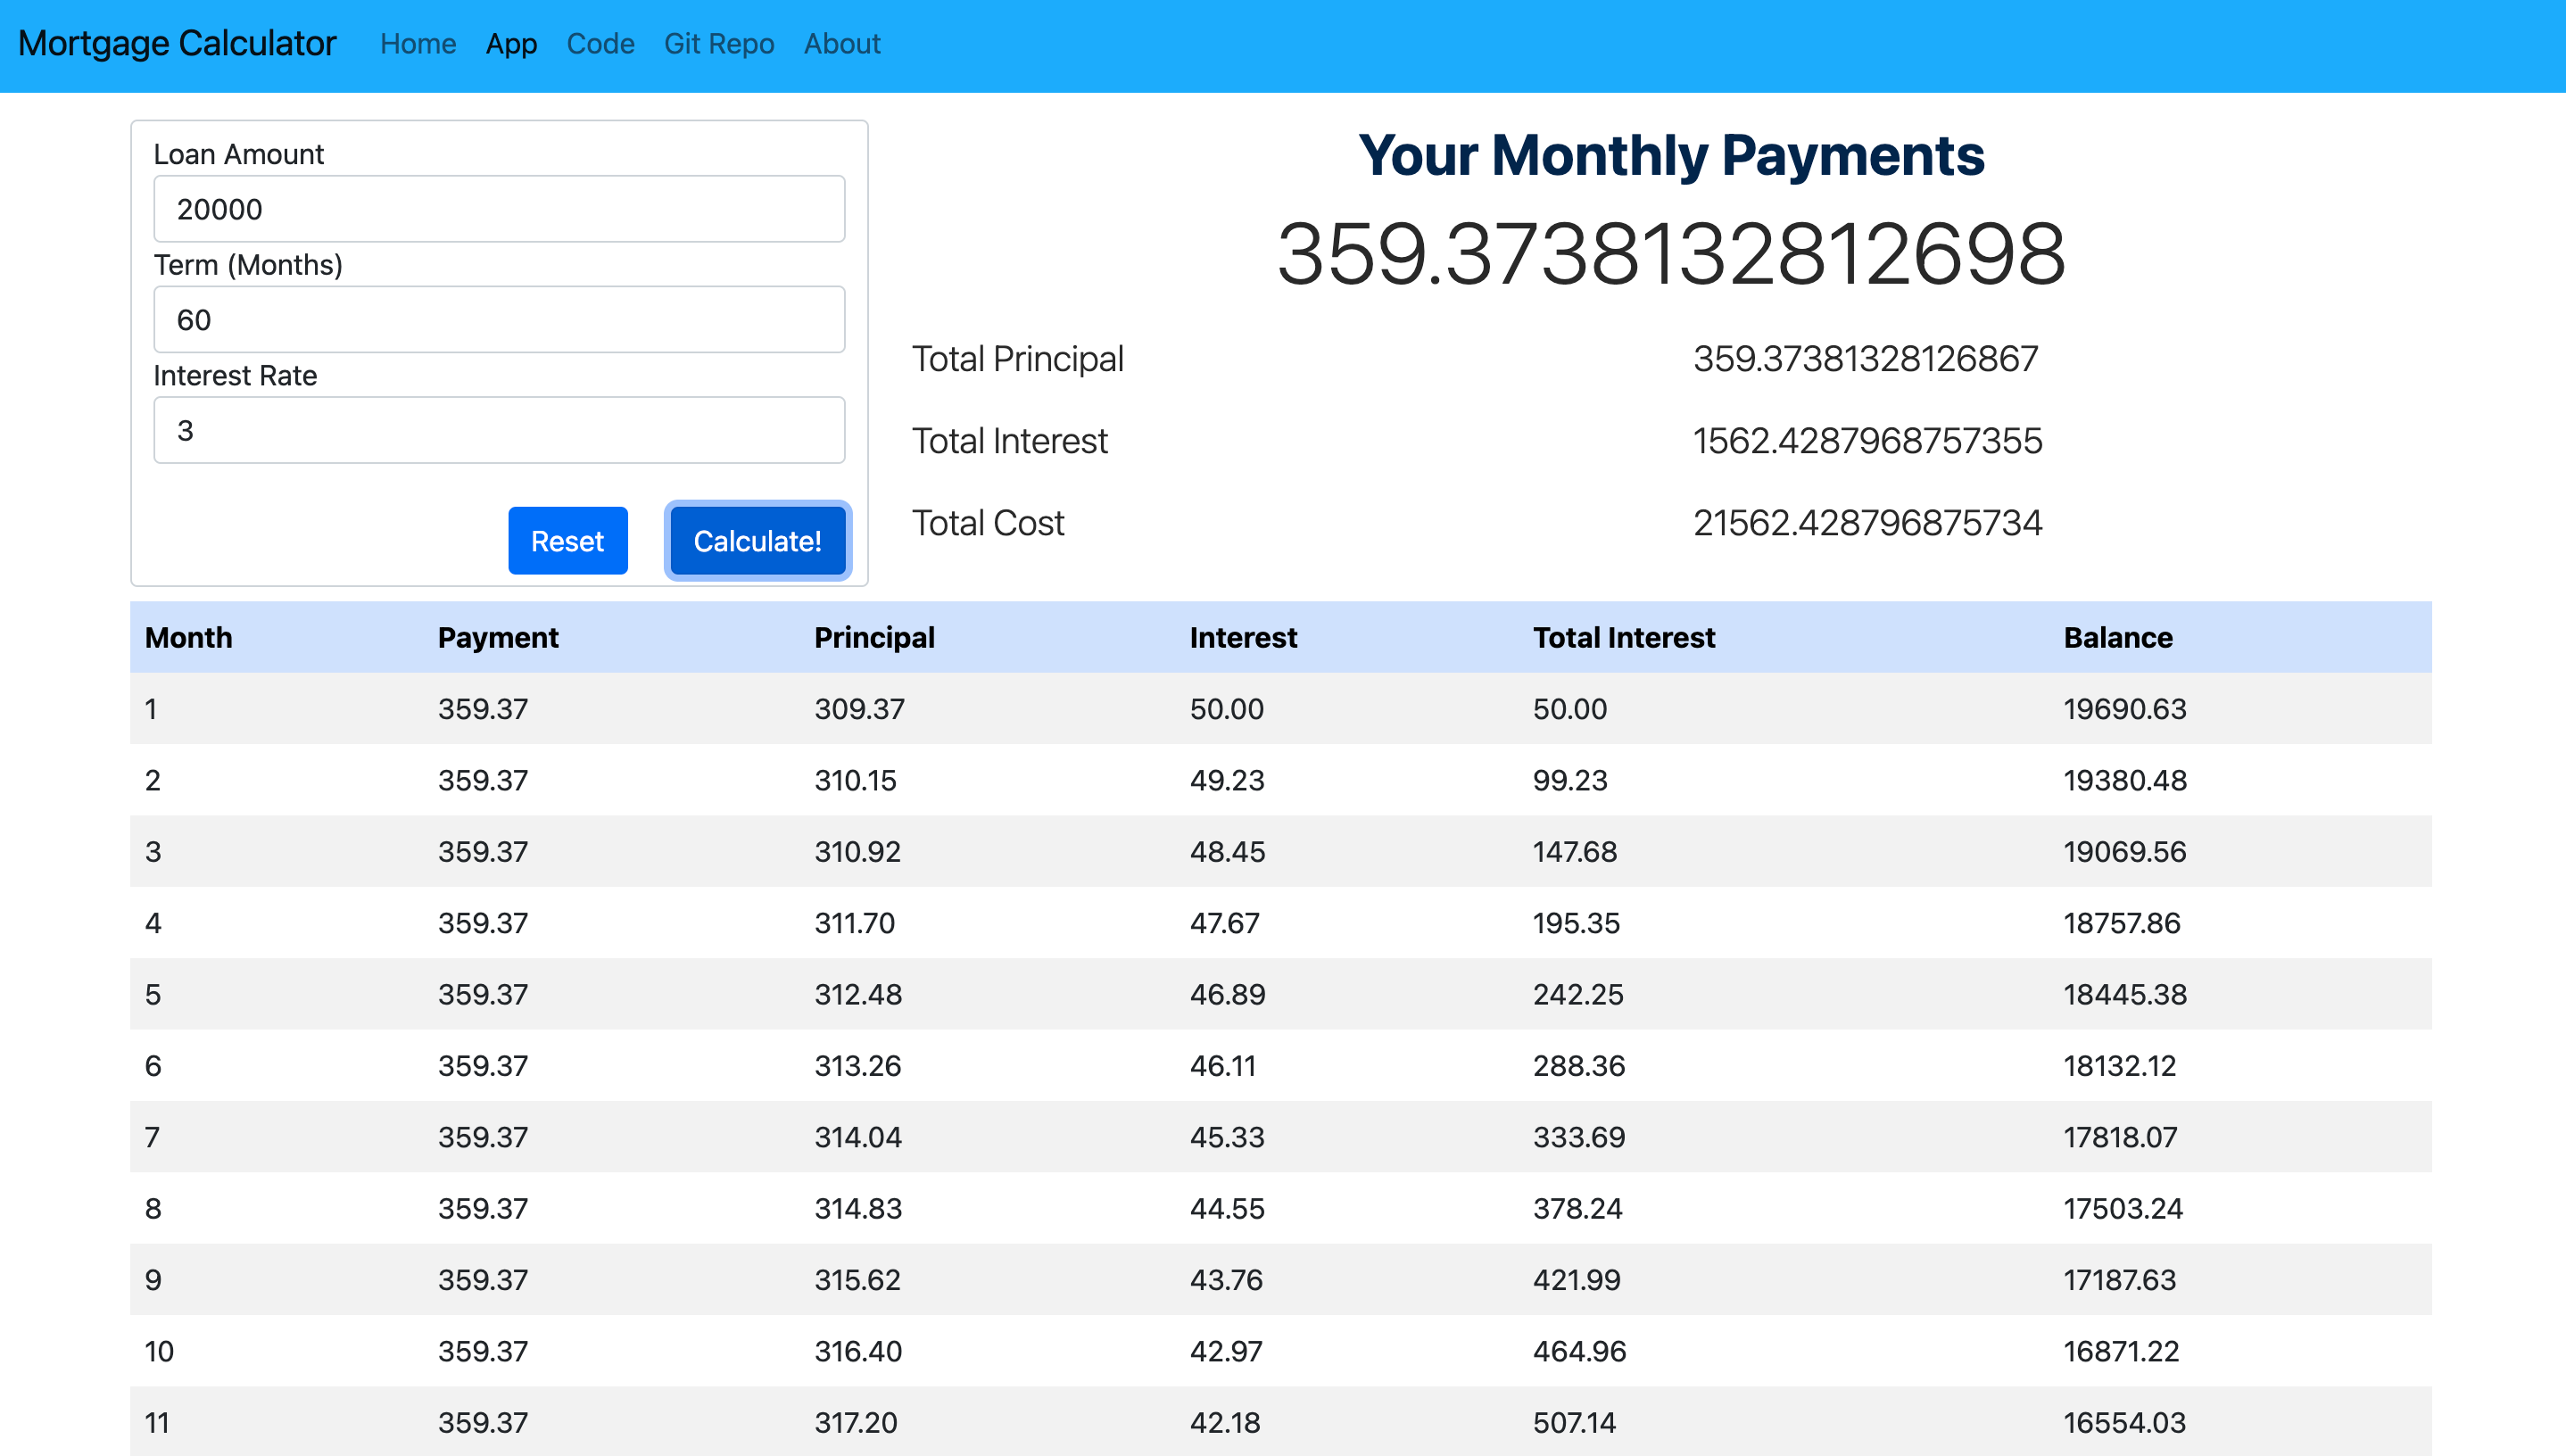 Mortgage Calculator Home App Code Git Repo About
Loan Amount
20000
Term (Months)
60
Interest Rate
3
Reset Calculate!
Your Monthly Payments
359.3738132812698
Total Principal 359.37381328126867
Total Interest 1562.4287968757355
Total Cost 21562.428796875734
Month Payment Principal Interest Total Interest Balance
1 359.37 309.37 50.00 50.00 19690.63
2 359.37 310.15 49.23 99.23 19380.48
3 359.37 310.92 48.45 147.68 19069.56
4 359.37 311.70 47.67 195.35 18757.86
5 359.37 312.48 46.89 242.25 18445.38
6 359.37 313.26 46.11 288.36 18132.12
7 359.37 314.04 45.33 333.69 17818.07
8 359.37 314.83 44.55 378.24 17503.24
9 359.37 315.62 43.76 421.99 17187.63
10 359.37 316.40 42.97 464.96 16871.22
11 359.37 317.20 42.18 507.14 16554.03